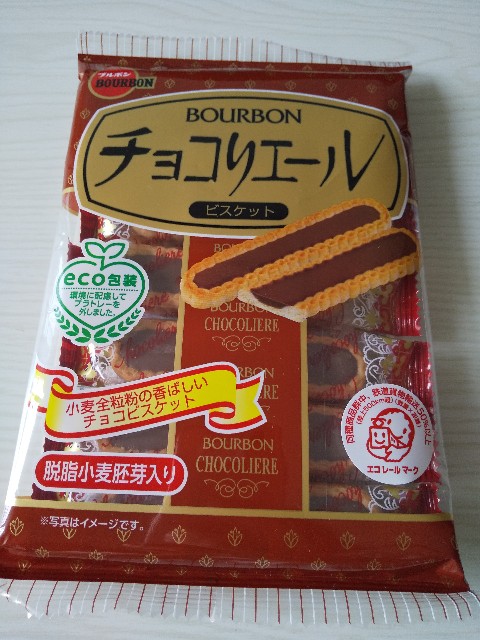 ブルボン
BOURBON
BOURBON
チョコリエール
ビスケット
eco包装
環境に配慮して
プラトレーを
外しました。
BOURBON
BOURBON
CHOCOLIERE
小麦全粒粉の香ばしい
チョコビスケット
BOURBON
CHOCOLIERE
脱脂小麦胚芽入り
エコレールマーク
※写真はイメージです。